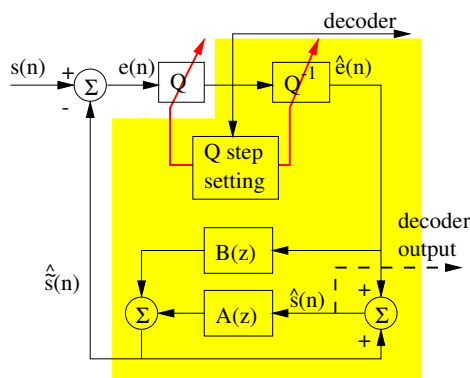 decoder
s(n)
+
Σ
-
e(n)
Q
Q⁻¹
ê(n)
Q step
setting
decoder
output
B(z)
s̃̂(n)
Σ
A(z)
ŝ(n)
+
Σ
+